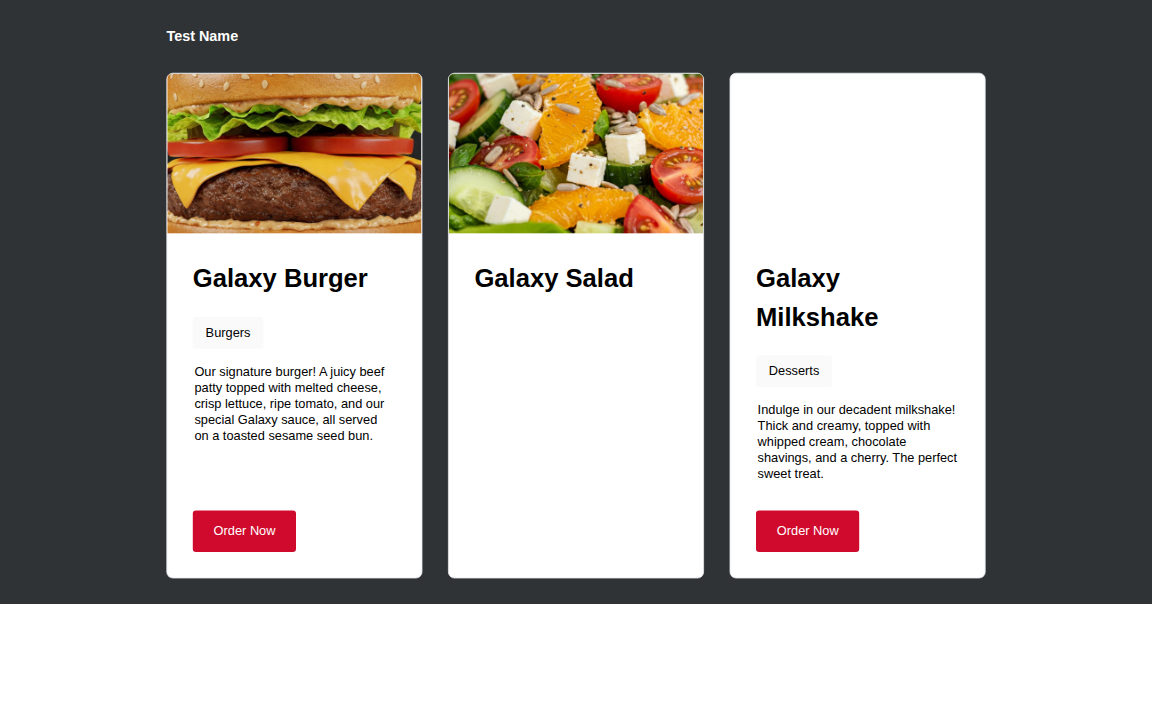 Test Name
Galaxy Burger
Burgers
Our signature burger! A juicy beef
patty topped with melted cheese,
crisp lettuce, ripe tomato, and our
special Galaxy sauce, all served
on a toasted sesame seed bun.
Order Now
Galaxy Salad
Galaxy
Milkshake
Desserts
Indulge in our decadent milkshake!
Thick and creamy, topped with
whipped cream, chocolate
shavings, and a cherry. The perfect
sweet treat.
Order Now